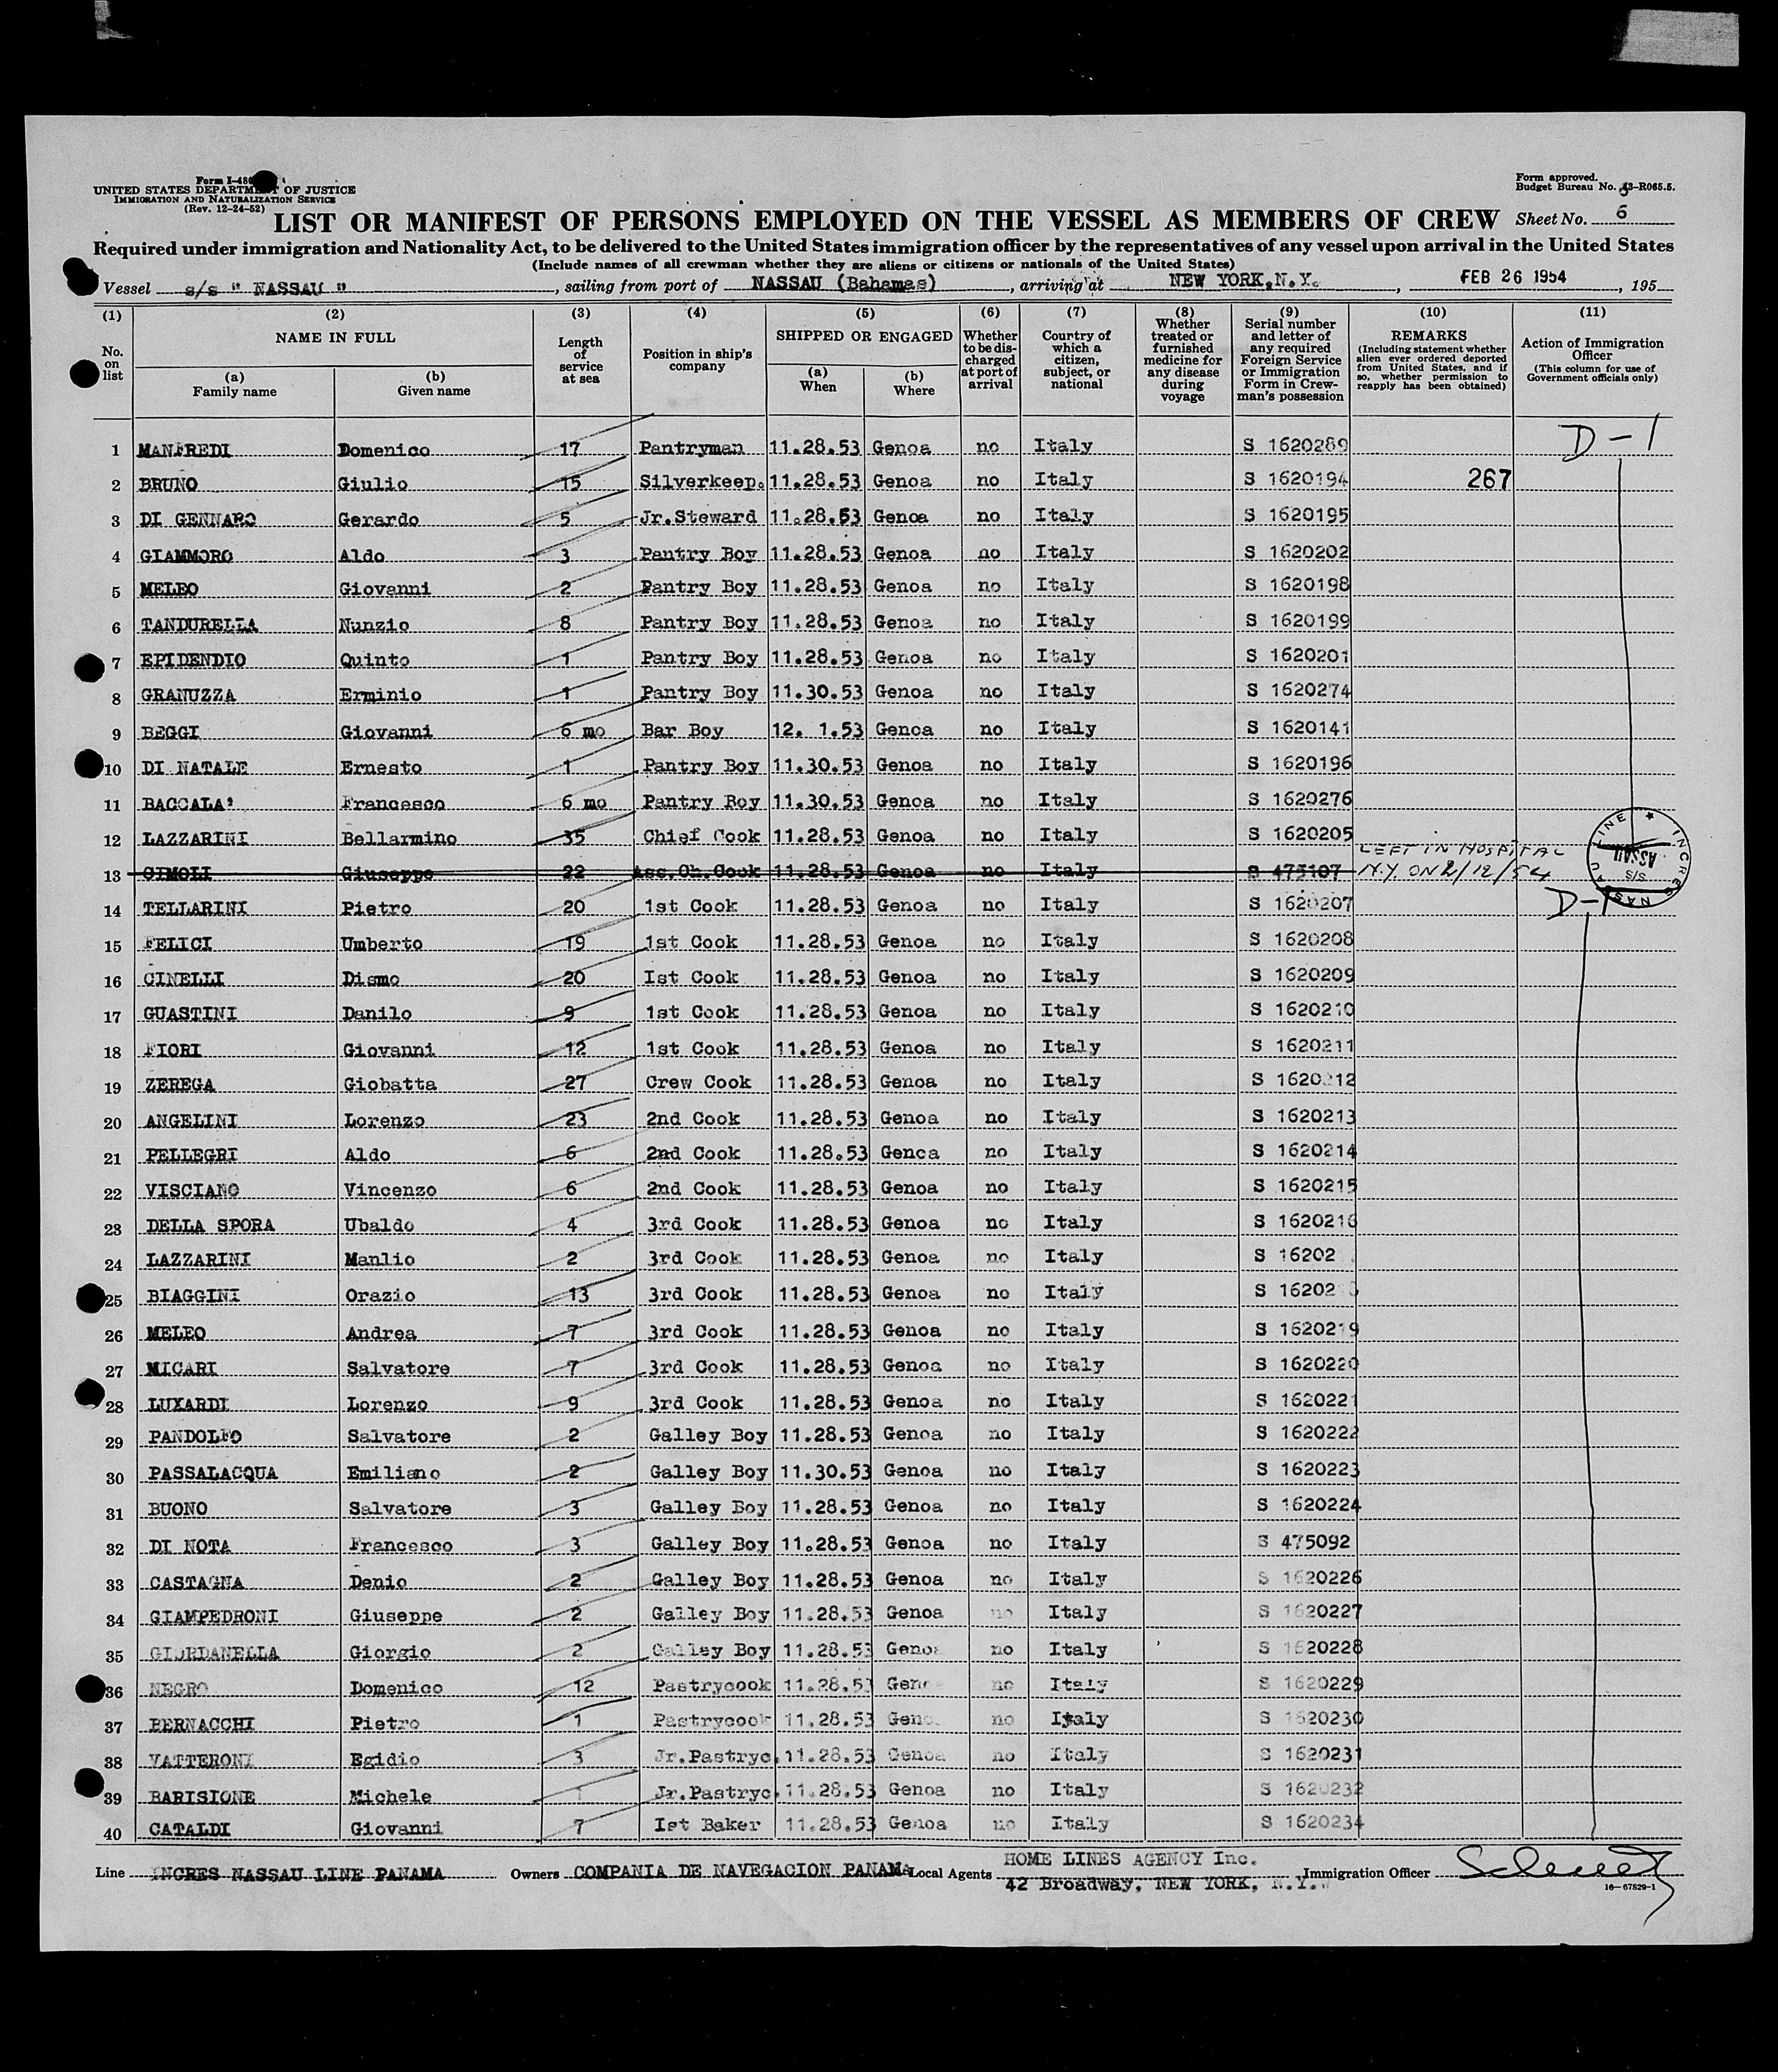 Form I-48
UNITED STATES DEPARTMENT OF JUSTICE
IMMIGRATION AND NATURALIZATION SERVICE
(Rev. 12-24-52)
Form approved.
Budget Bureau No. 43-R065.5.
LIST OR MANIFEST OF PERSONS EMPLOYED ON THE VESSEL AS MEMBERS OF CREW Sheet No. 6
Required under immigration and Nationality Act, to be delivered to the United States immigration officer by the representatives of any vessel upon arrival in the United States
(Include names of all crewman whether they are aliens or citizens or nationals of the United States)
Vessel s/s " NASSAU ", sailing from port of NASSAU (Bahamas), arriving at NEW YORK, N.Y., FEB 26 1954, 195
(1) (2) (3) (4) (5) (6) (7) (8) (9) (10) (11)
No. on list
NAME IN FULL
(a) Family name
(b) Given name
Length of service at sea
Position in ship's company
SHIPPED OR ENGAGED
(a) When
(b) Where
Whether to be discharged at port of arrival
Country of which a citizen, subject, or national
Whether treated or furnished medicine for any disease during voyage
Serial number and letter of any required Foreign Service or Immigration Form in Crewman's possession
REMARKS
(Including statement whether alien ever ordered deported from United States, and if so, whether permission to reapply has been obtained)
Action of Immigration Officer
(This column for use of Government officials only)
1 MANFREDI Domenico 17 Pantryman 11.28.53 Genoa no Italy S 1620289 D-1
2 BRUNO Giulio 15 Silverkeep. 11.28.53 Genoa no Italy S 1620194 267
3 DI GENNARO Gerardo 5 Jr.Steward 11.28.53 Genoa no Italy S 1620195
4 GIAMMORO Aldo 3 Pantry Boy 11.28.53 Genoa no Italy S 1620202
5 MELEO Giovanni 2 Pantry Boy 11.28.53 Genoa no Italy S 1620198
6 TANDURELLA Nunzio 8 Pantry Boy 11.28.53 Genoa no Italy S 1620199
7 EPIDENDIO Quinto 1 Pantry Boy 11.28.53 Genoa no Italy S 1620201
8 GRANUZZA Erminio 1 Pantry Boy 11.30.53 Genoa no Italy S 1620274
9 BEGGI Giovanni 6 mo Bar Boy 12. 1.53 Genoa no Italy S 1620141
10 DI NATALE Ernesto 1 Pantry Boy 11.30.53 Genoa no Italy S 1620196
11 BACCALA' Francesco 6 mo Pantry Boy 11.30.53 Genoa no Italy S 1620276
12 LAZZARINI Bellarmino 35 Chief Cook 11.28.53 Genoa no Italy S 1620205
13 CIMOLI Giuseppe 22 Ass.Ch.Cook 11.28.53 Genoa no Italy S 475107 LEFT IN HOSPITAL N.Y. ON 2/12/54
INCRES NASSAU LINE S/S NASSAU
14 TELLARINI Pietro 20 1st Cook 11.28.53 Genoa no Italy S 1620207 D-1
15 FELICI Umberto 19 1st Cook 11.28.53 Genoa no Italy S 1620208
16 CINELLI Dismo 20 Ist Cook 11.28.53 Genoa no Italy S 1620209
17 GUASTINI Danilo 9 1st Cook 11.28.53 Genoa no Italy S 1620210
18 FIORI Giovanni 12 1st Cook 11.28.53 Genoa no Italy S 1620211
19 ZEREGA Giobatta 27 Crew Cook 11.28.53 Genoa no Italy S 1620212
20 ANGELINI Lorenzo 23 2nd Cook 11.28.53 Genoa no Italy S 1620213
21 PELLEGRI Aldo 6 2nd Cook 11.28.53 Genoa no Italy S 1620214
22 VISCIANO Vincenzo 6 2nd Cook 11.28.53 Genoa no Italy S 1620215
23 DELLA SPORA Ubaldo 4 3rd Cook 11.28.53 Genoa no Italy S 1620216
24 LAZZARINI Manlio 2 3rd Cook 11.28.53 Genoa no Italy S 16202
25 BIAGGINI Orazio 13 3rd Cook 11.28.53 Genoa no Italy S 16202
26 MELEO Andrea 7 3rd Cook 11.28.53 Genoa no Italy S 1620219
27 MICARI Salvatore 7 3rd Cook 11.28.53 Genoa no Italy S 1620220
28 LUXARDI Lorenzo 9 3rd Cook 11.28.53 Genoa no Italy S 1620221
29 PANDOLFO Salvatore 2 Galley Boy 11.28.53 Genoa no Italy S 1620222
30 PASSALACQUA Emiliano 2 Galley Boy 11.30.53 Genoa no Italy S 1620223
31 BUONO Salvatore 3 Galley Boy 11.28.53 Genoa no Italy S 1620224
32 DI NOTA Francesco 3 Galley Boy 11.28.53 Genoa no Italy S 475092
33 CASTAGNA Denio 2 Galley Boy 11.28.53 Genoa no Italy S 1620226
34 GIAMPEDRONI Giuseppe 2 Galley Boy 11.28.53 Genoa no Italy S 1620227
35 GIORDANELLA Giorgio 2 Galley Boy 11.28.53 Genoa no Italy S 1620228
36 NEGRO Domenico 12 Pastrycook 11.28.53 Genoa no Italy S 1620229
37 BERNACCHI Pietro 1 Pastrycook 11.28.53 Genoa no Italy S 1620230
38 VATTERONI Egidio 3 Jr.Pastryc. 11.28.53 Genoa no Italy S 1620231
39 BARISIONE Michele 1 Jr.Pastryc. 11.28.53 Genoa no Italy S 1620232
40 CATALDI Giovanni 7 Ist Baker 11.28.53 Genoa no Italy S 1620234
Line INCRES NASSAU LINE PANAMA Owners COMPANIA DE NAVEGACION PANAMA Local Agents HOME LINES AGENCY Inc. Immigration Officer
42 Broadway, NEW YORK, N.Y.
16-67829-1